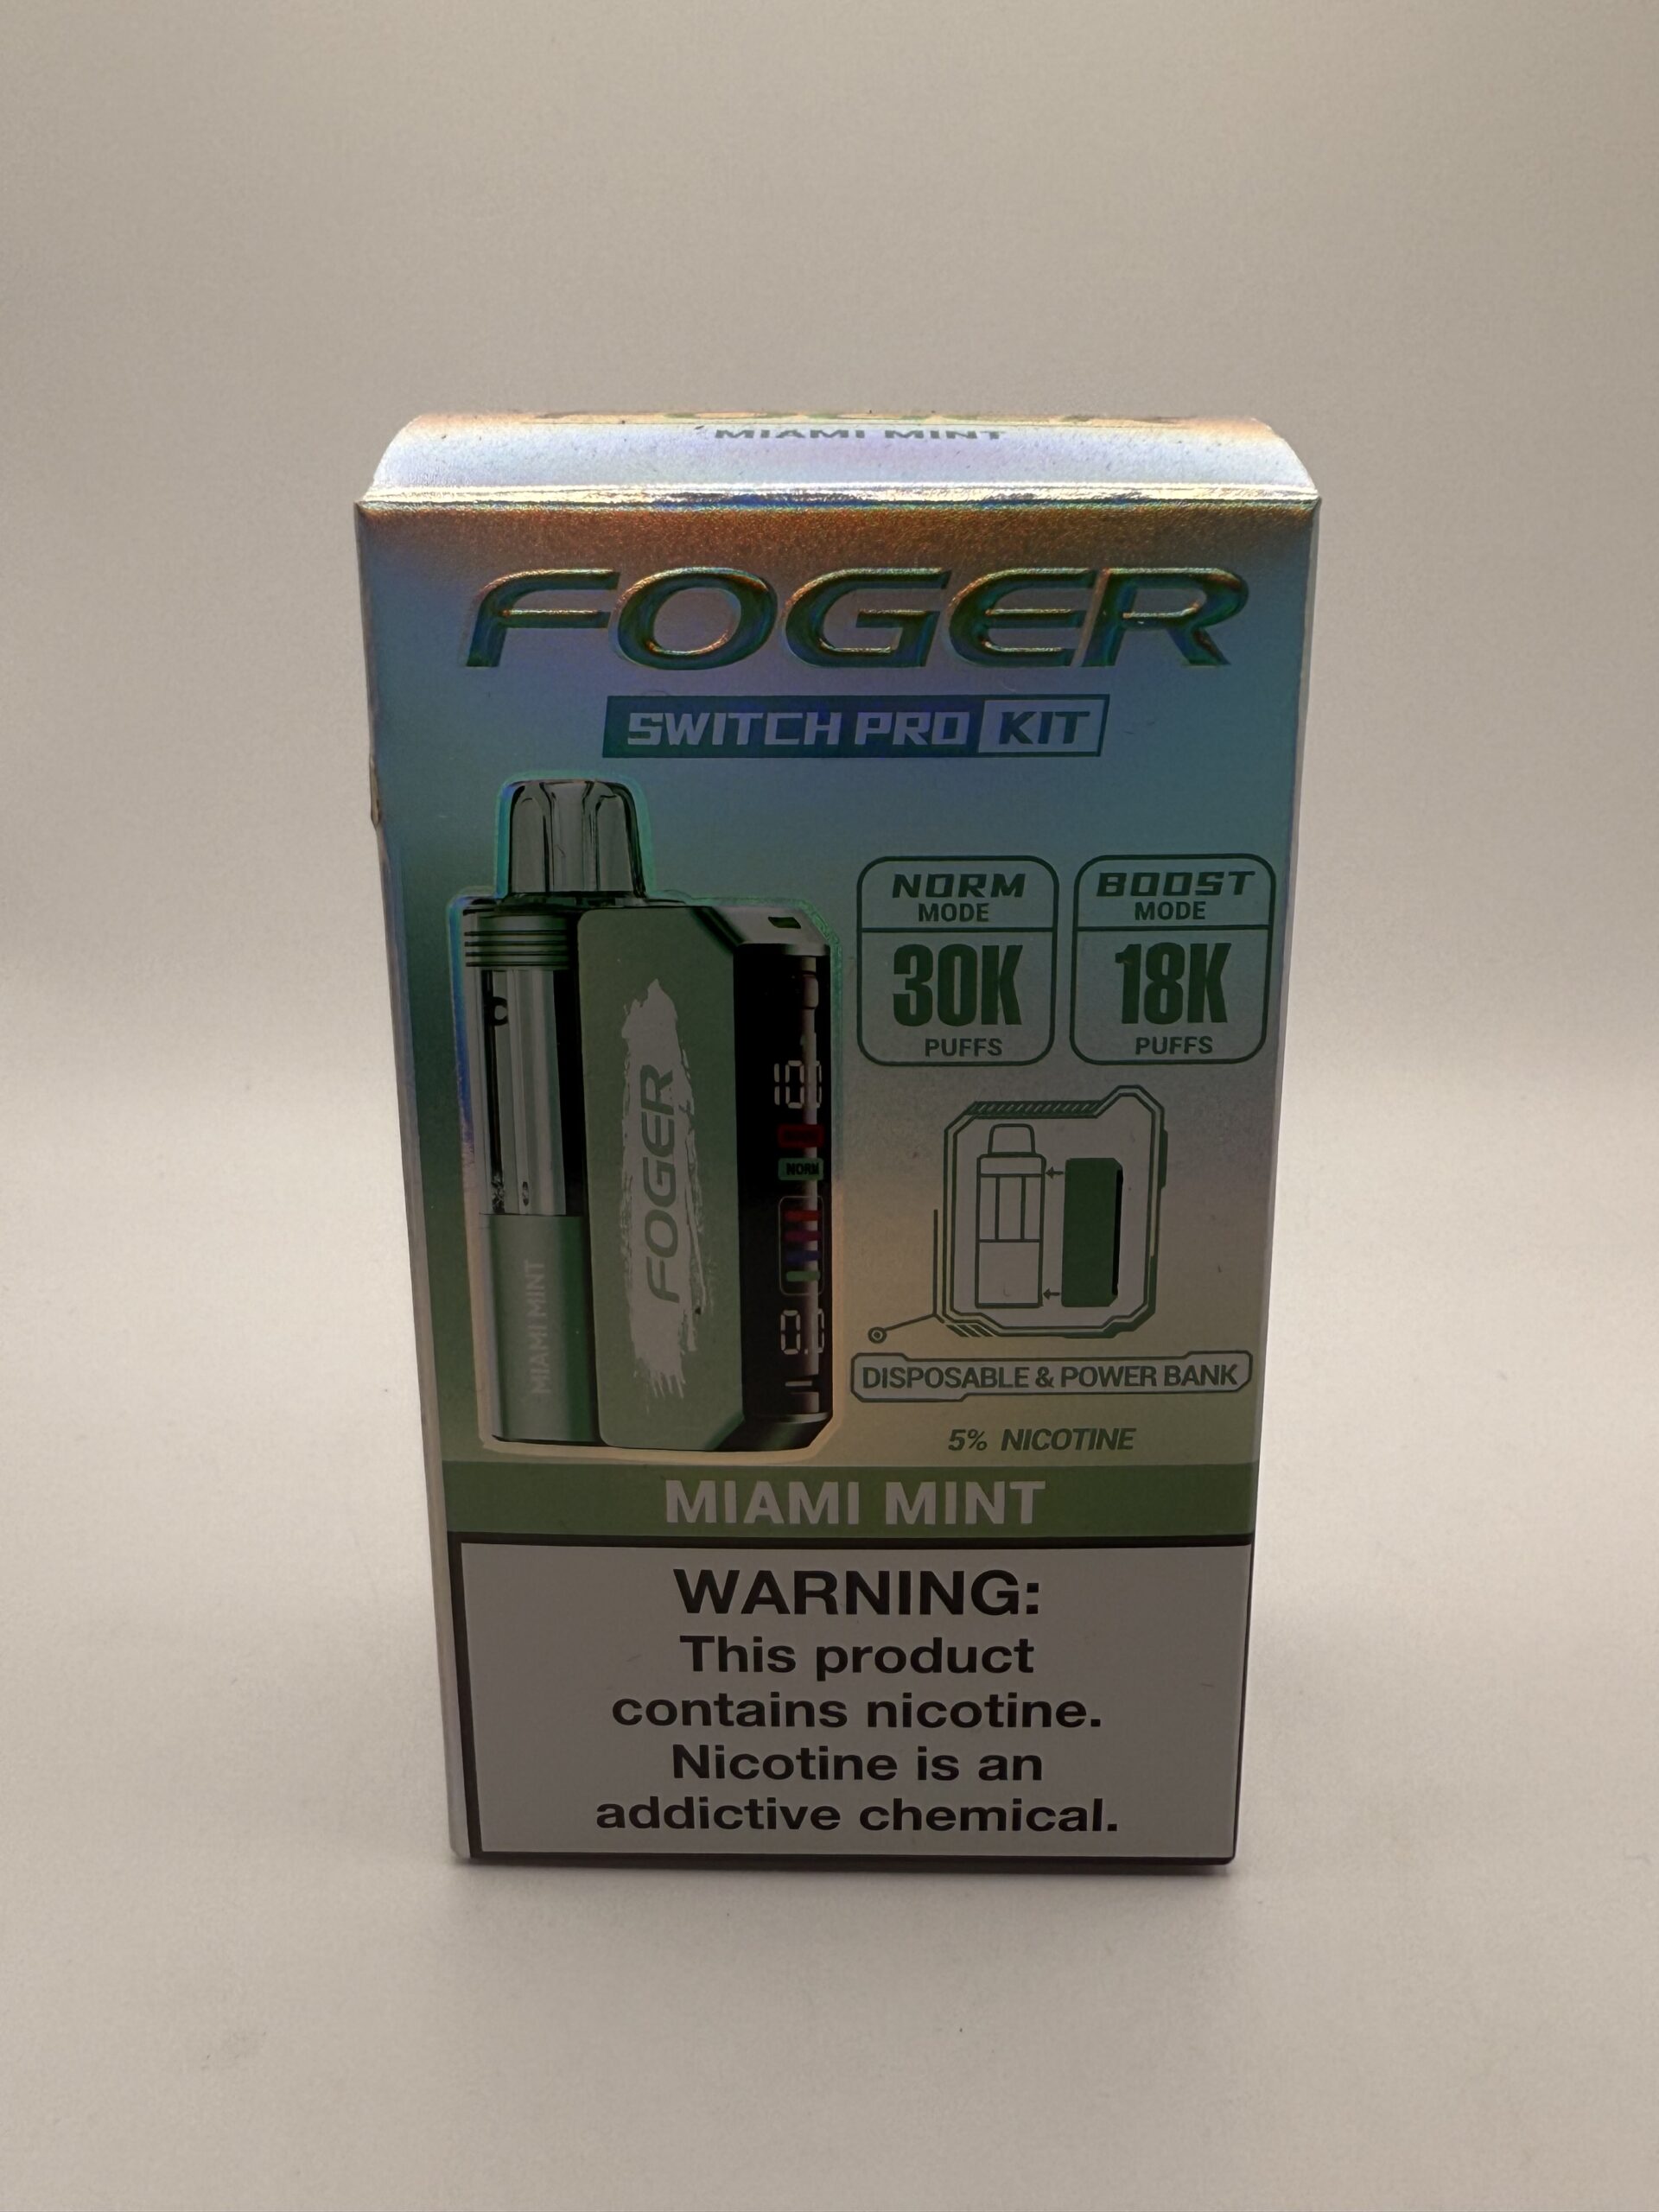 MIAMI MINT
FOGER
SWITCH PRO KIT
NORM
MODE
30K
PUFFS
BOOST
MODE
18K
PUFFS
FOGER
MIAMI MINT
NORM
DISPOSABLE & POWER BANK
5% NICOTINE
MIAMI MINT
WARNING:
This product
contains nicotine.
Nicotine is an
addictive chemical.